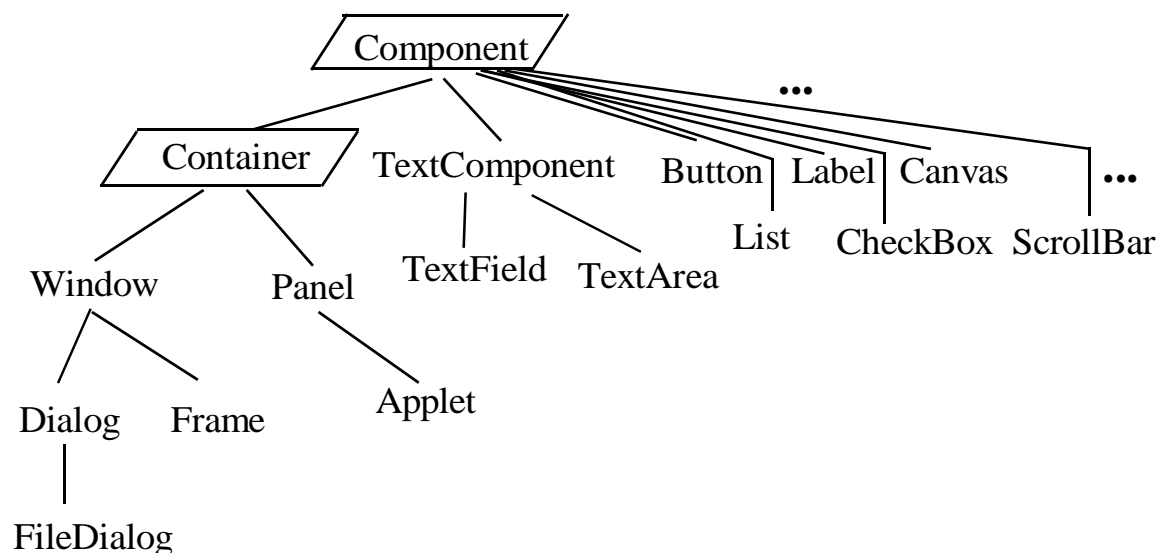 Component
...
Container
TextComponent
Button
Label
Canvas
...
List
CheckBox
ScrollBar
TextField
TextArea
Window
Panel
Dialog
Frame
Applet
FileDialog